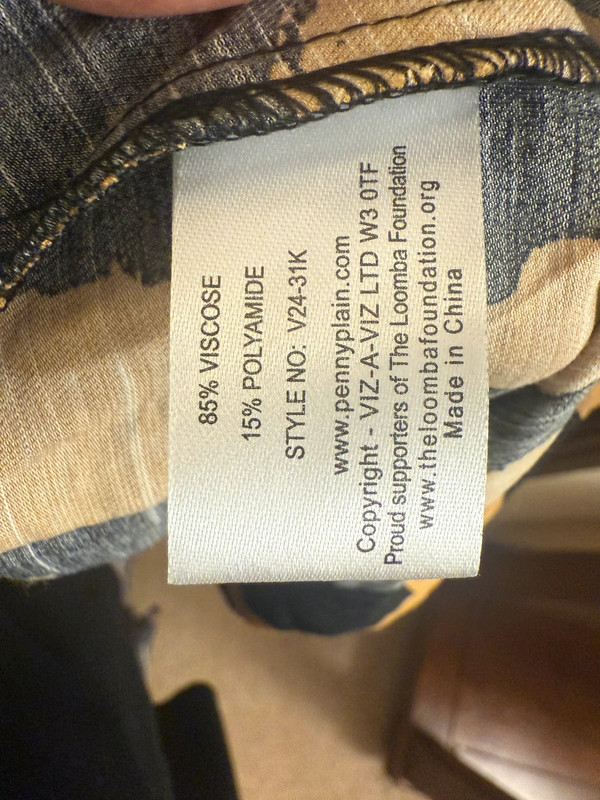 85% VISCOSE
15% POLYAMIDE
STYLE NO: V24-31K
www.pennyplain.com
Copyright - VIZ-A-VIZ LTD W3 0TF
Proud supporters of The Loomba Foundation
www.theloombafoundation.org
Made in China